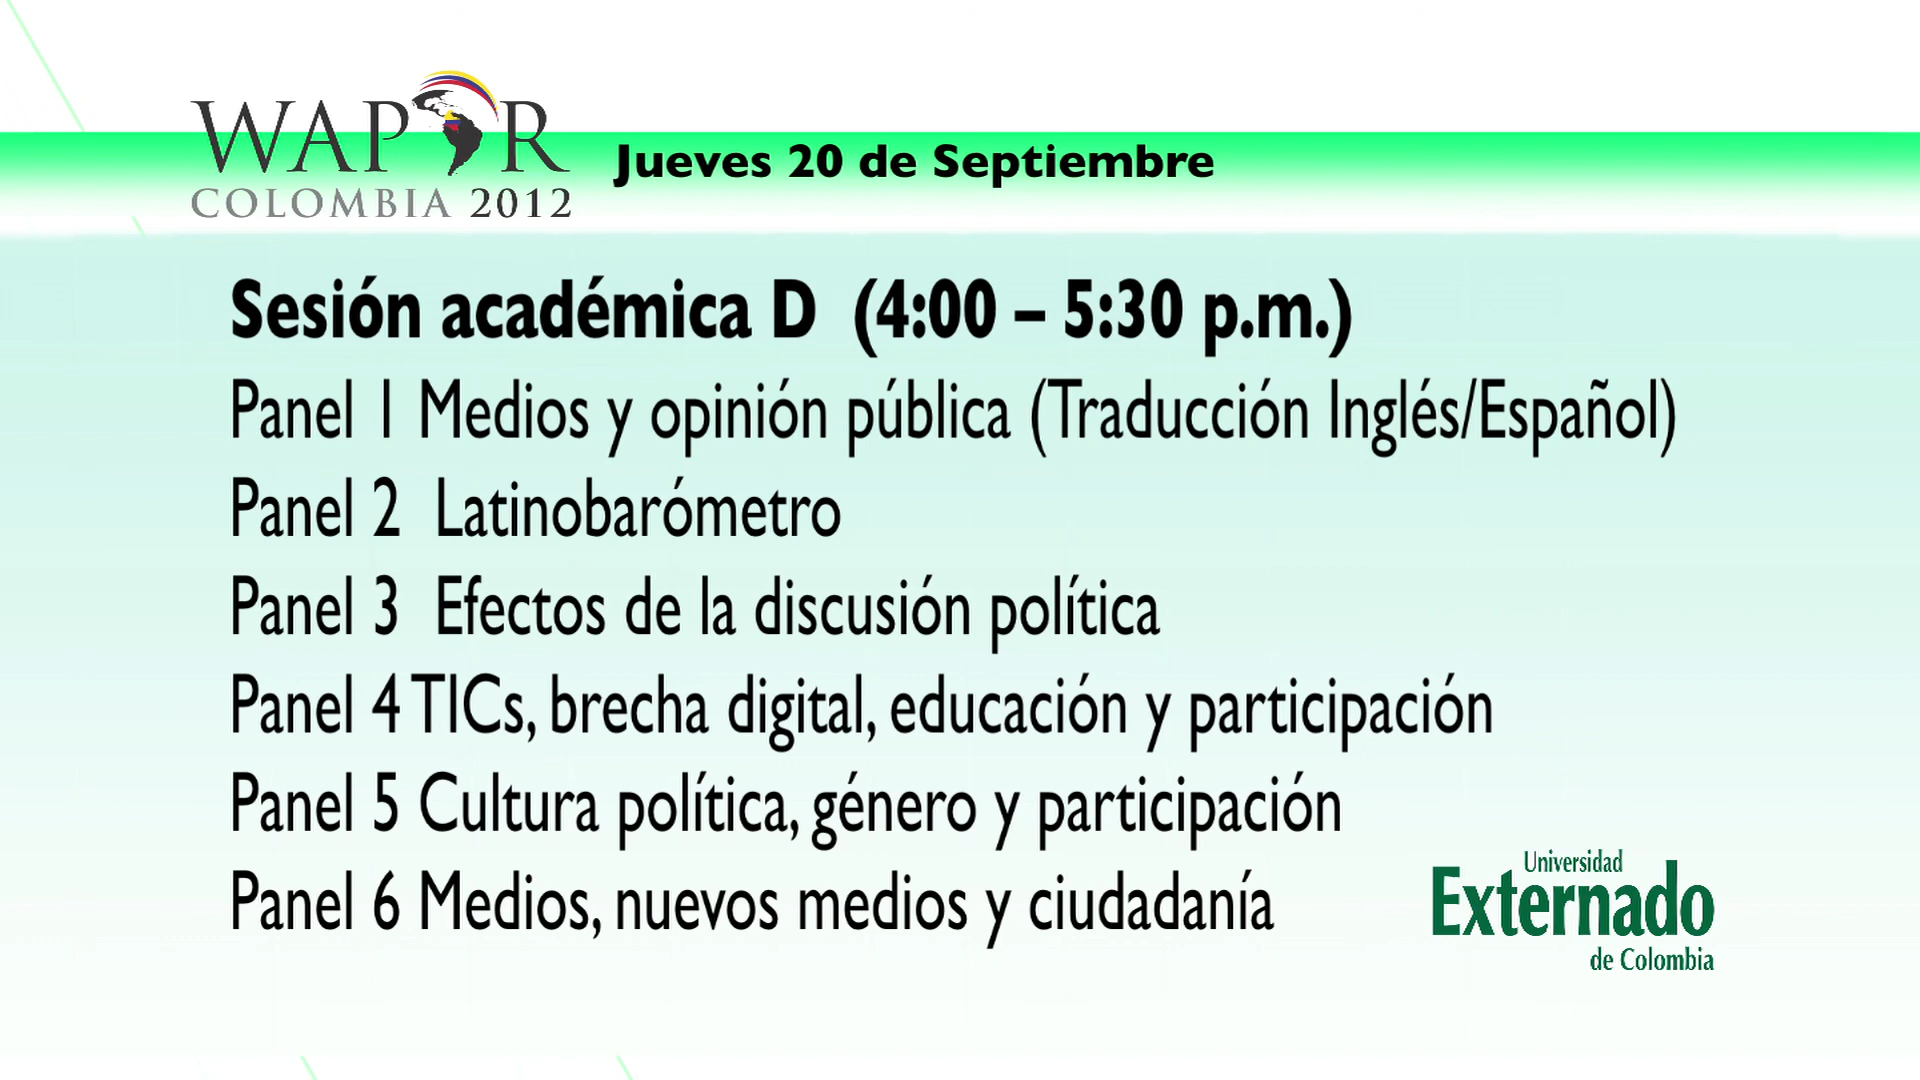 WAPOR
COLOMBIA 2012
Jueves 20 de Septiembre
Sesión académica D (4:00 – 5:30 p.m.)
Panel 1 Medios y opinión pública (Traducción Inglés/Español)
Panel 2 Latinobarómetro
Panel 3 Efectos de la discusión política
Panel 4 TICs, brecha digital, educación y participación
Panel 5 Cultura política, género y participación
Panel 6 Medios, nuevos medios y ciudadanía
Universidad
Externado
de Colombia